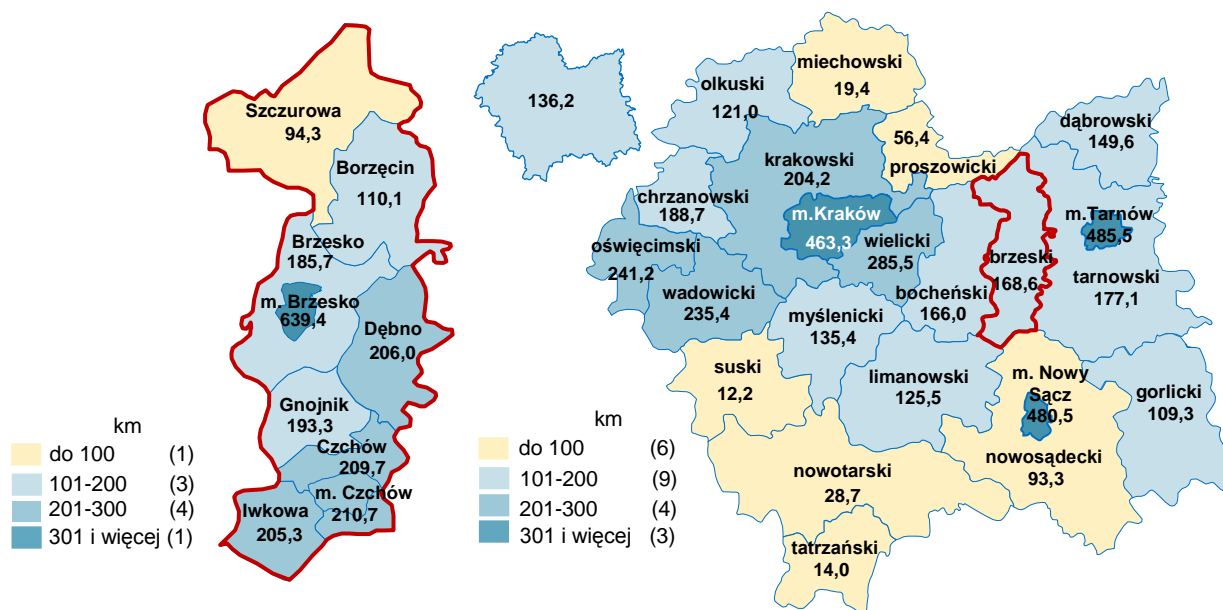 Szczurowa
94,3
Borzęcin
110,1
Brzesko
185,7
m. Brzesko
639,4
Dębno
206,0
Gnojnik
193,3
Czchów
209,7
m. Czchów
210,7
Iwkowa
205,3
km
do 100 (1)
101-200 (3)
201-300 (4)
301 i więcej (1)
136,2
miechowski
19,4
olkuski
121,0
dąbrowski
149,6
56,4
proszowicki
krakowski
204,2
chrzanowski
188,7
m.Kraków
463,3
m.Tarnów
485,5
oświęcimski
241,2
wielicki
285,5
brzeski
168,6
tarnowski
177,1
wadowicki
235,4
bocheński
166,0
myślenicki
135,4
suski
12,2
limanowski
125,5
m. Nowy
Sącz
480,5
gorlicki
109,3
nowosądecki
93,3
nowotarski
28,7
tatrzański
14,0
km
do 100 (6)
101-200 (9)
201-300 (4)
301 i więcej (3)